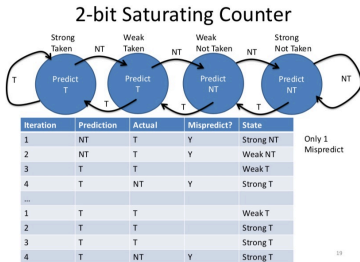 2-bit Saturating Counter
Strong Taken
Weak Taken
Weak Not Taken
Strong Not Taken
NT
NT
NT
T
Predict T
Predict T
Predict NT
Predict NT
NT
T
T
T
Iteration Prediction Actual Mispredict? State
1 NT T Y Strong NT
2 NT T Y Weak NT
3 T T Weak T
4 T NT Y Strong T
...
1 T T Weak T
2 T T Strong T
3 T T Strong T
4 T NT Y Strong T
Only 1
Mispredict
19